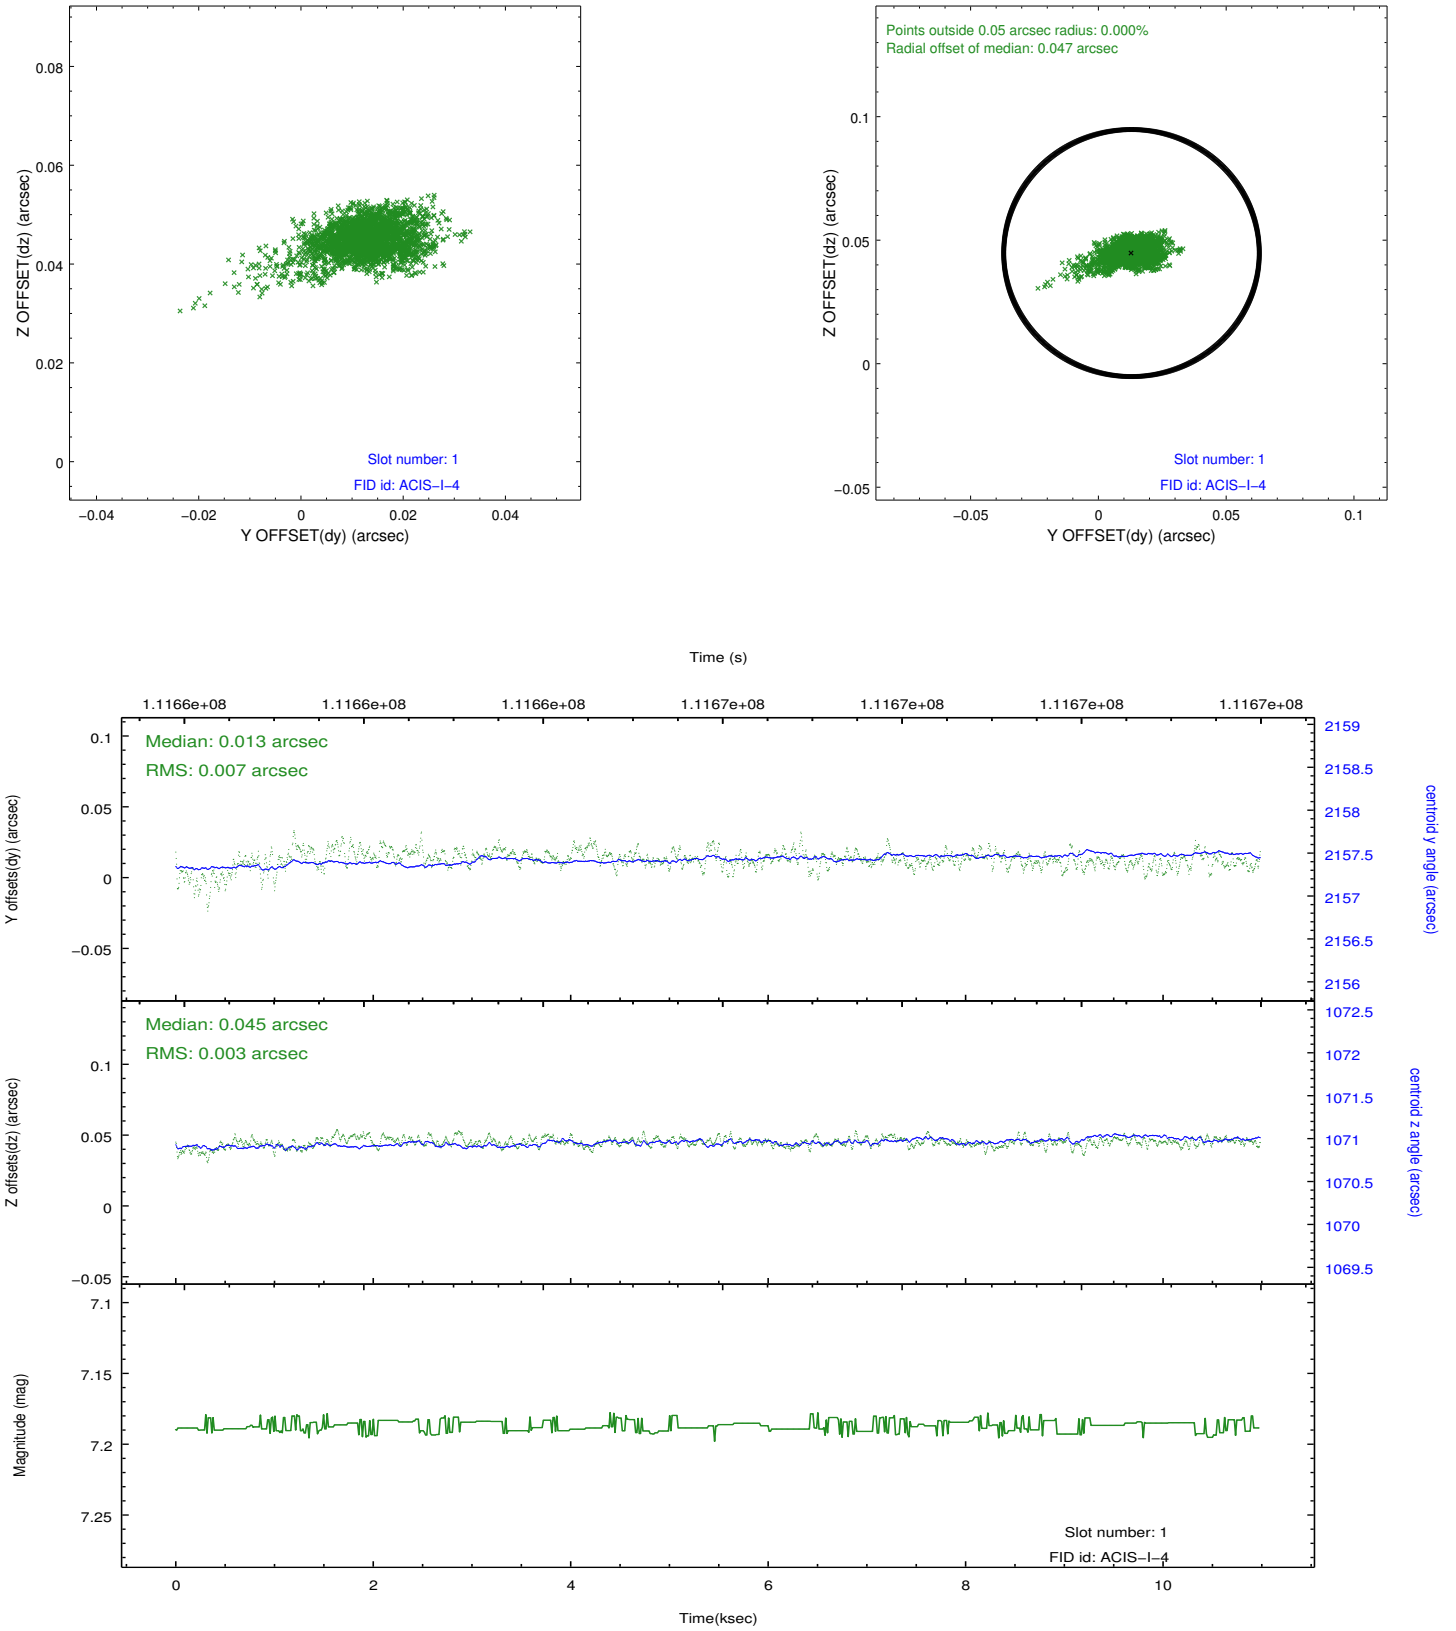 0.08
0.06
0.04
0.02
0
Z OFFSET(dz) (arcsec)
Slot number: 1
FID id: ACIS−I−4
−0.04
−0.02
0
0.02
0.04
Y OFFSET(dy) (arcsec)
Points outside 0.05 arcsec radius: 0.000%
Radial offset of median: 0.047 arcsec
0.1
0.05
0
−0.05
Z OFFSET(dz) (arcsec)
Slot number: 1
FID id: ACIS−I−4
−0.05
0
0.05
0.1
Y OFFSET(dy) (arcsec)
Time (s)
1.1166e+08
1.1166e+08
1.1166e+08
1.1167e+08
1.1167e+08
1.1167e+08
1.1167e+08
Median: 0.013 arcsec
RMS: 0.007 arcsec
0.1
0.05
0
−0.05
Y offsets(dy) (arcsec)
2159
2158.5
2158
2157.5
2157
2156.5
2156
centroid y angle (arcsec)
Median: 0.045 arcsec
RMS: 0.003 arcsec
0.1
0.05
0
−0.05
Z offsets(dz) (arcsec)
1072.5
1072
1071.5
1071
1070.5
1070
1069.5
centroid z angle (arcsec)
7.1
7.15
7.2
7.25
Magnitude (mag)
Slot number: 1
FID id: ACIS−I−4
0
2
4
6
8
10
Time(ksec)